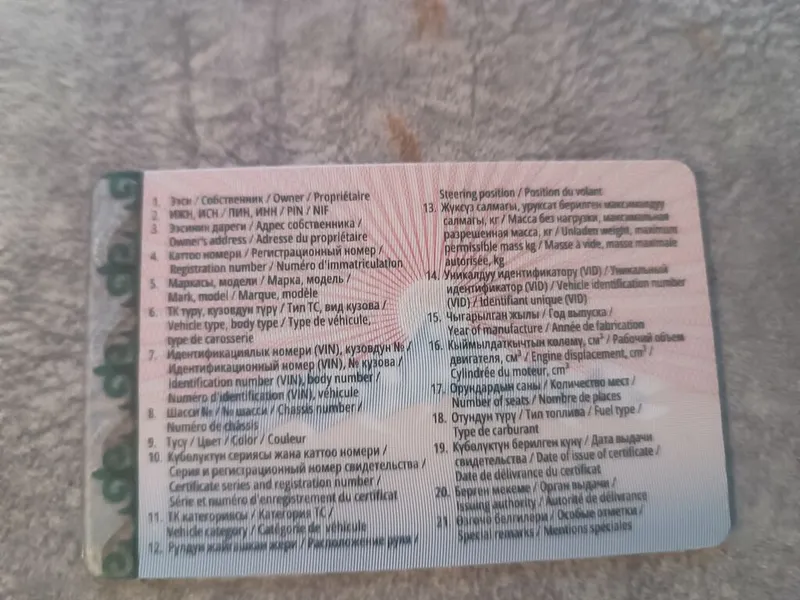 1. Ээси / Собственник / Owner / Propriétaire
2. ИЖН, ИСН / ПИН, ИНН / PIN / NIF
3. Ээсинин дареги / Адрес собственника /
Owner's address / Adresse du propriétaire
4. Каттоо номери / Регистрационный номер /
Registration number / Numéro d'immatriculation
5. Маркасы, модели / Марка, модель /
Mark, model / Marque, modèle
6. ТК түрү, кузовдун түрү / Тип ТС, вид кузова /
Vehicle type, body type / Type de véhicule,
type de carosserie
7. Идентификациялык номери (VIN), кузовдун № /
Идентификационный номер (VIN), № кузова /
Identification number (VIN), body number /
Numéro d'identification (VIN), véhicule
8. Шасси № / № шасси / Chassis number /
Numéro de châssis
9. Түсү / Цвет / Color / Couleur
10. Күбөлүктүн сериясы жана каттоо номери /
Серия и регистрационный номер свидетельства /
Certificate series and registration number /
Série et numéro d'enregistrement du certificat
11. ТК категориясы / Категория ТС /
Vehicle category / Catégorie de véhicule
12. Рулдун жайгашкан жери / Расположение руля /
Steering position / Position du volant
13. Жүксүз салмагы, уруксат берилген максималдуу
салмагы, кг / Масса без нагрузки, максимальная
разрешенная масса, кг / Unladen weight, maximum
permissible mass kg / Masse à vide, masse maximale
autorisée, kg
14. Уникалдуу идентификатору (VID) / Уникальный
идентификатор (VID) / Vehicle identification number
(VID) / Identifiant unique (VID)
15. Чыгарылган жылы / Год выпуска /
Year of manufacture / Année de fabrication
16. Кыймылдаткычтын көлөмү, см³ / Рабочий объем
двигателя, см³ / Engine displacement, cm³ /
Cylindrée du moteur, cm³
17. Орундардын саны / Количество мест /
Number of seats / Nombre de places
18. Отундун түрү / Тип топлива / Fuel type /
Type de carburant
19. Күбөлүктүн берилген күнү / Дата выдачи
свидетельства / Date of issue of certificate /
Date de délivrance du certificat
20. Берген мекеме / Орган выдачи /
Issuing authority / Autorité de délivrance
21. Өзгөчө белгилери / Особые отметки /
Special remarks / Mentions spéciales